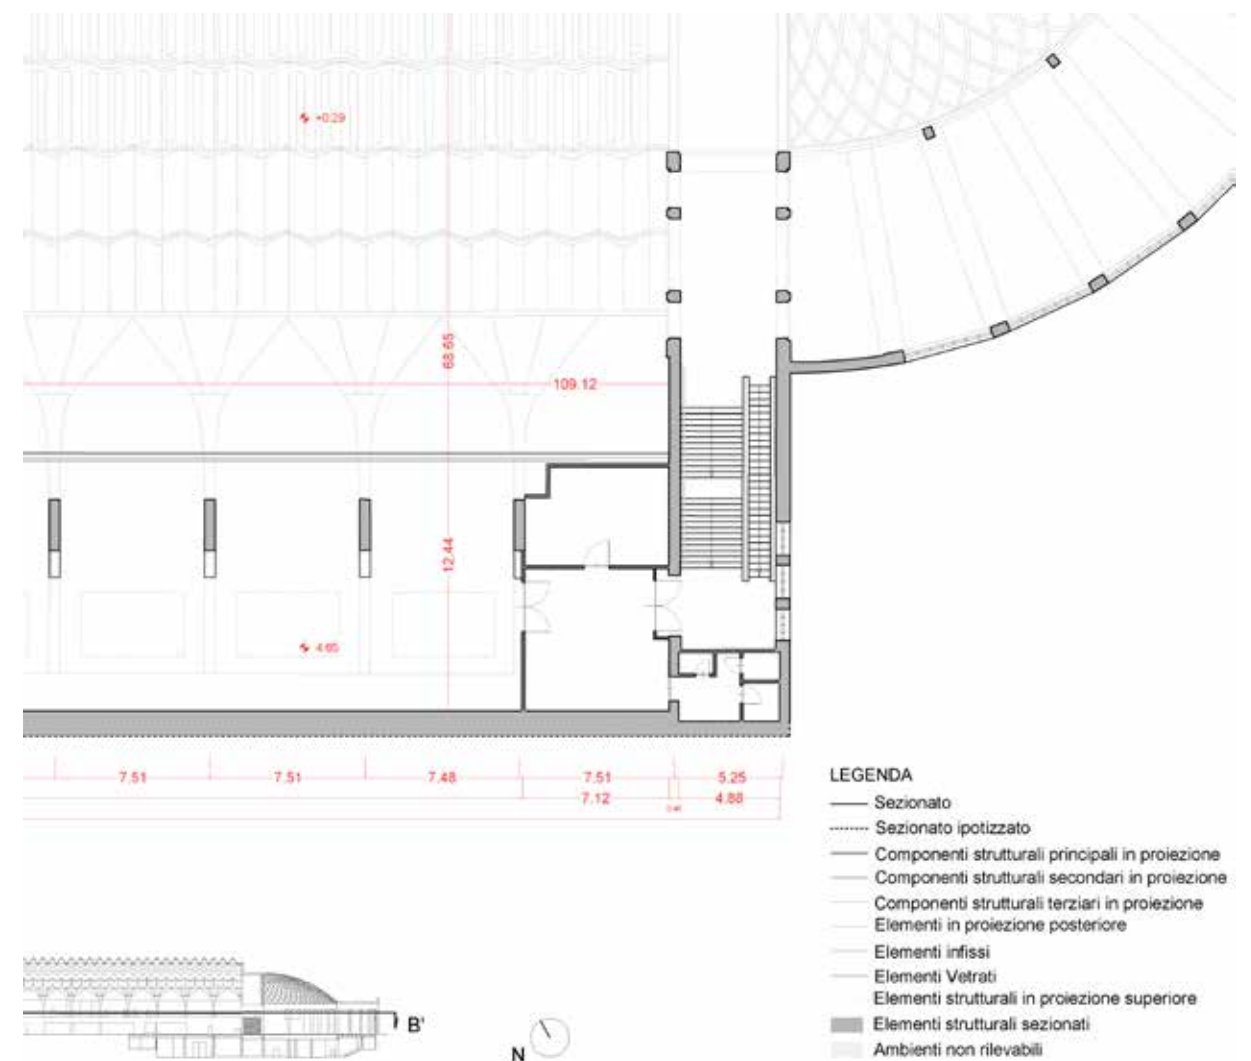 +0.29
68.65
109.12
12.44
4.65
7.51
7.51
7.48
7.51
5.25
7.12
4.88
LEGENDA
Sezionato
Sezionato ipotizzato
Componenti strutturali principali in proiezione
Componenti strutturali secondari in proiezione
Componenti strutturali terziari in proiezione
Elementi in proiezione posteriore
Elementi infissi
Elementi Vetrati
Elementi strutturali in proiezione superiore
Elementi strutturali sezionati
Ambienti non rilevabili
B'
N